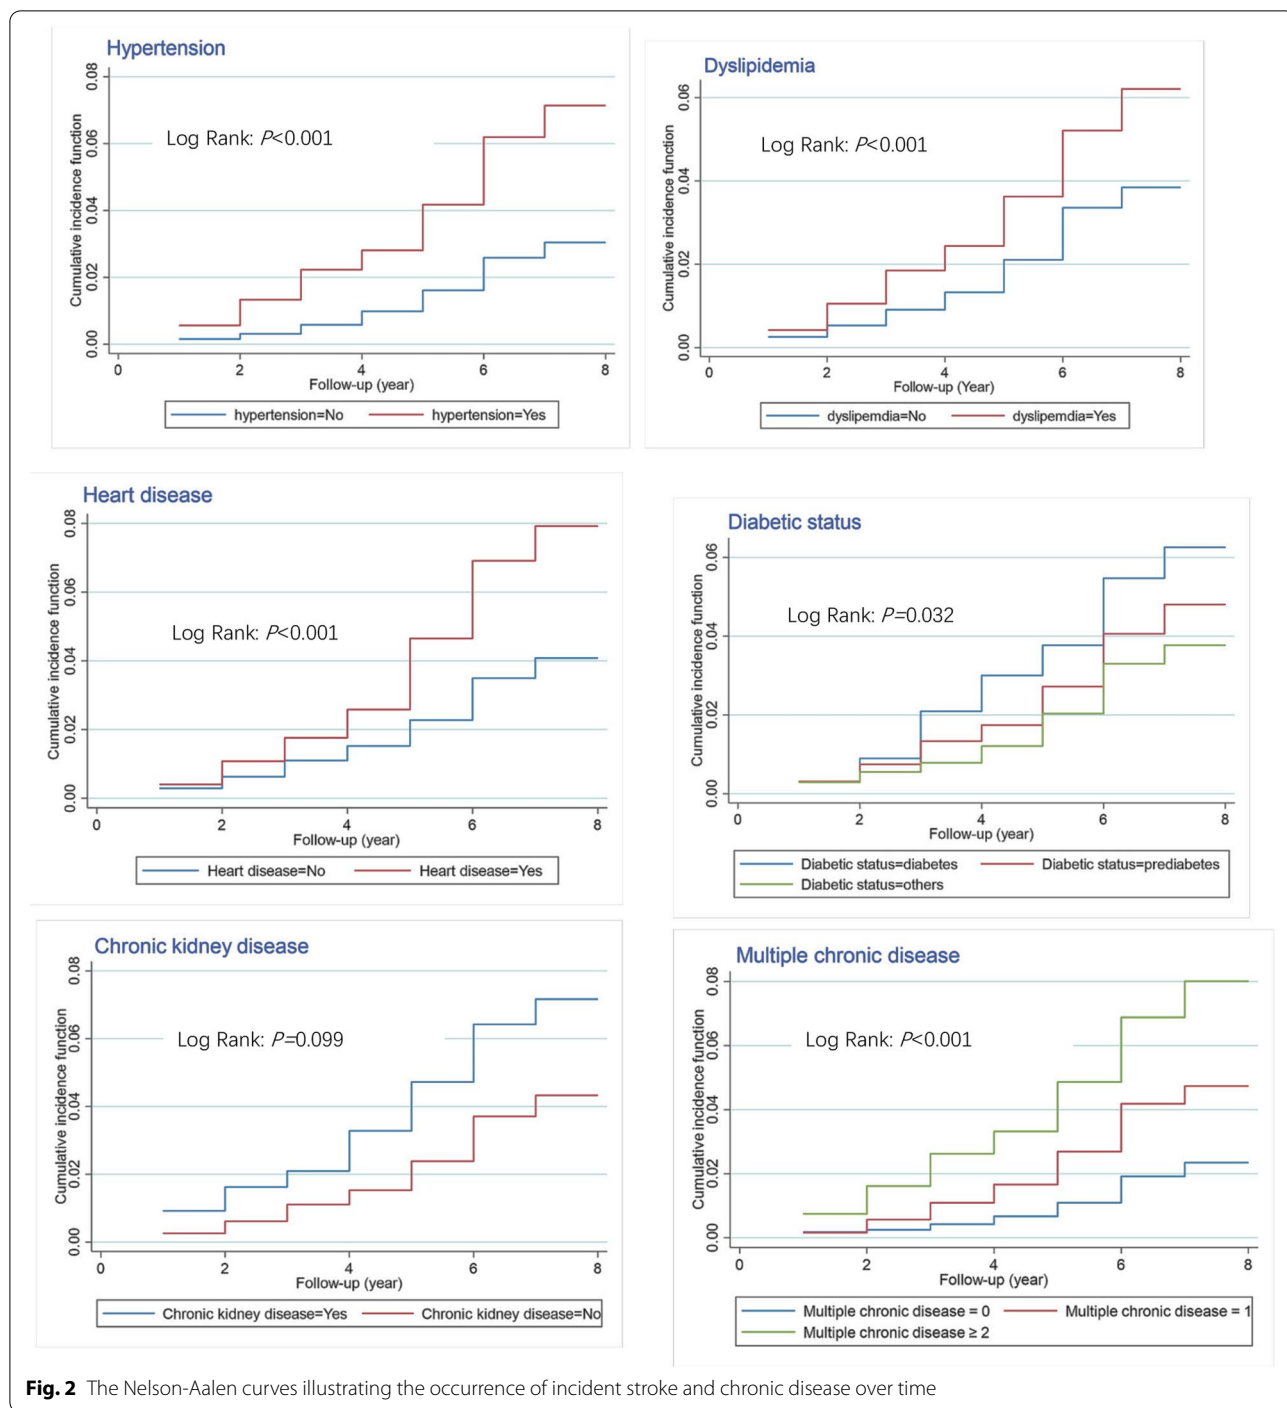 Hypertension
Cumulative incidence function
0.08
0.06
0.04
0.02
0.00
Log Rank: P<0.001
0 2 4 6 8
Follow-up (year)
hypertension=No hypertension=Yes
Dyslipidemia
Cumulative incidence function
0.06
0.04
0.02
0.00
Log Rank: P<0.001
0 2 4 6 8
Follow-up (Year)
dyslipemdia=No dyslipemdia=Yes
Heart disease
Cumulative incidence function
0.08
0.06
0.04
0.02
0.00
Log Rank: P<0.001
0 2 4 6 8
Follow-up (year)
Heart disease=No Heart disease=Yes
Diabetic status
Cumulative incidence function
0.06
0.04
0.02
0.00
Log Rank: P=0.032
0 2 4 6 8
Follow-up (year)
Diabetic status=diabetes Diabetic status=prediabetes
Diabetic status=others
Chronic kidney disease
Cumulative incidence function
0.08
0.06
0.04
0.02
0.00
Log Rank: P=0.099
0 2 4 6 8
Follow-up (year)
Chronic kidney disease=Yes Chronic kidney disease=No
Multiple chronic disease
Cumulative incidence function
0.08
0.06
0.04
0.02
0.00
Log Rank: P<0.001
0 2 4 6 8
Follow-up (year)
Multiple chronic disease = 0 Multiple chronic disease = 1
Multiple chronic disease ≥ 2
Fig. 2 The Nelson-Aalen curves illustrating the occurrence of incident stroke and chronic disease over time